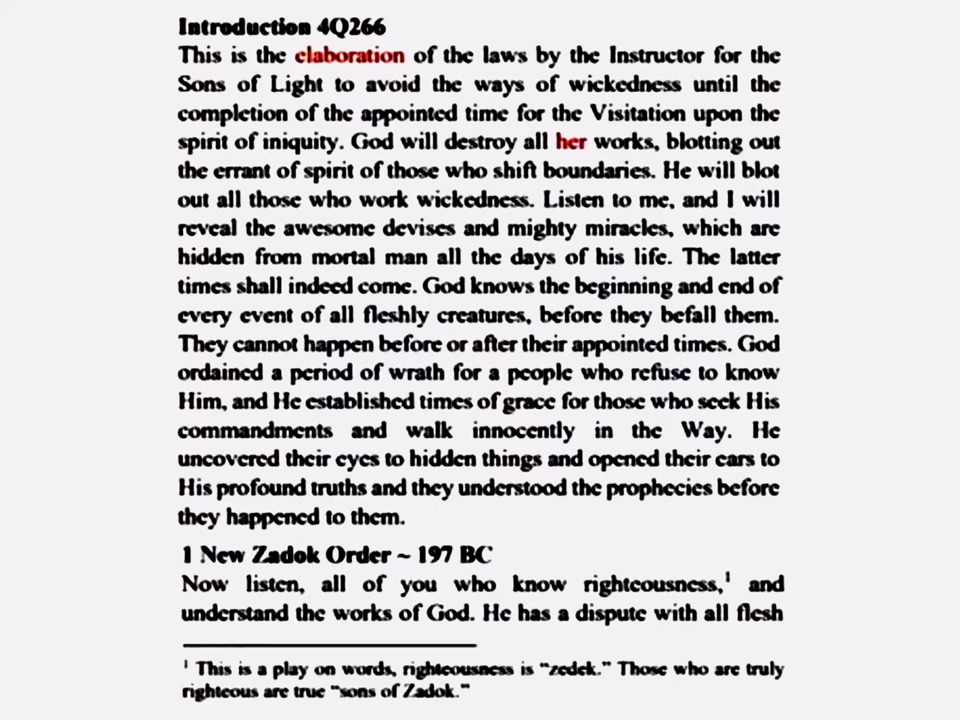 Introduction 4Q266
This is the elaboration of the laws by the Instructor for the
Sons of Light to avoid the ways of wickedness until the
completion of the appointed time for the Visitation upon the
spirit of iniquity. God will destroy all her works, blotting out
the errant of spirit of those who shift boundaries. He will blot
out all those who work wickedness. Listen to me, and I will
reveal the awesome devises and mighty miracles, which are
hidden from mortal man all the days of his life. The latter
times shall indeed come. God knows the beginning and end of
every event of all fleshly creatures, before they befall them.
They cannot happen before or after their appointed times. God
ordained a period of wrath for a people who refuse to know
Him, and He established times of grace for those who seek His
commandments and walk innocently in the Way. He
uncovered their eyes to hidden things and opened their ears to
His profound truths and they understood the prophecies before
they happened to them.
1 New Zadok Order ~ 197 BC
Now listen, all of you who know righteousness,¹ and
understand the works of God. He has a dispute with all flesh
¹ This is a play on words, righteousness is “zedek.” Those who are truly
righteous are true “sons of Zadok.”